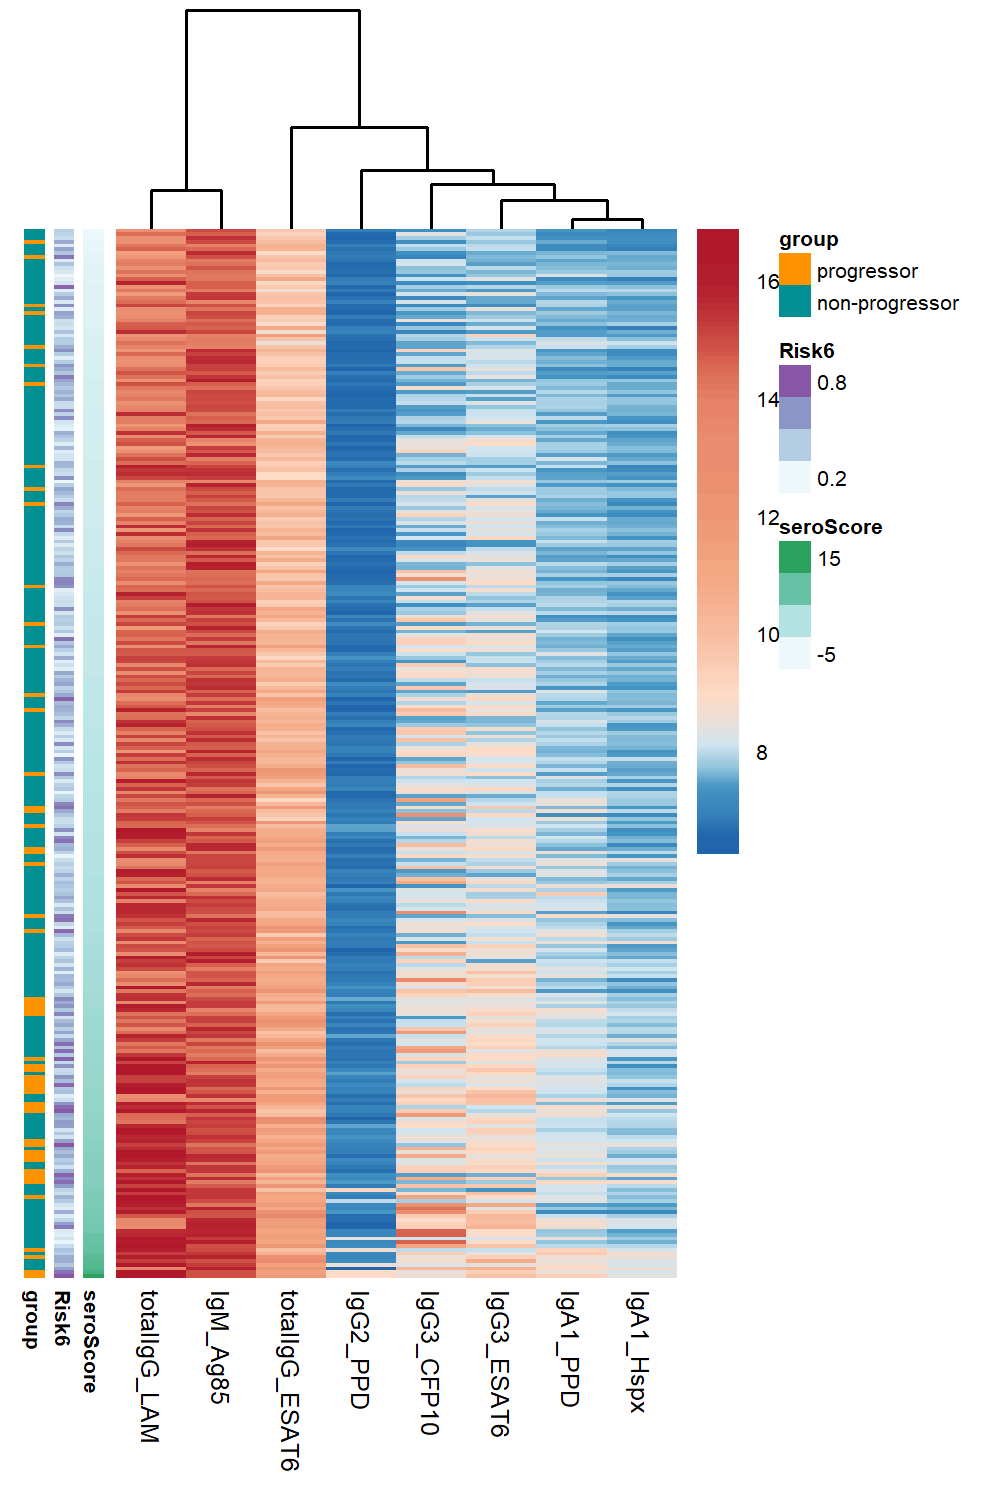 group
progressor
non-progressor
Risk6
0.8
0.2
seroScore
15
-5
16
14
12
10
8
group
Risk6
seroScore
totalIgG_LAM
IgM_Ag85
totalIgG_ESAT6
IgG2_PPD
IgG3_CFP10
IgG3_ESAT6
IgA1_PPD
IgA1_Hspx